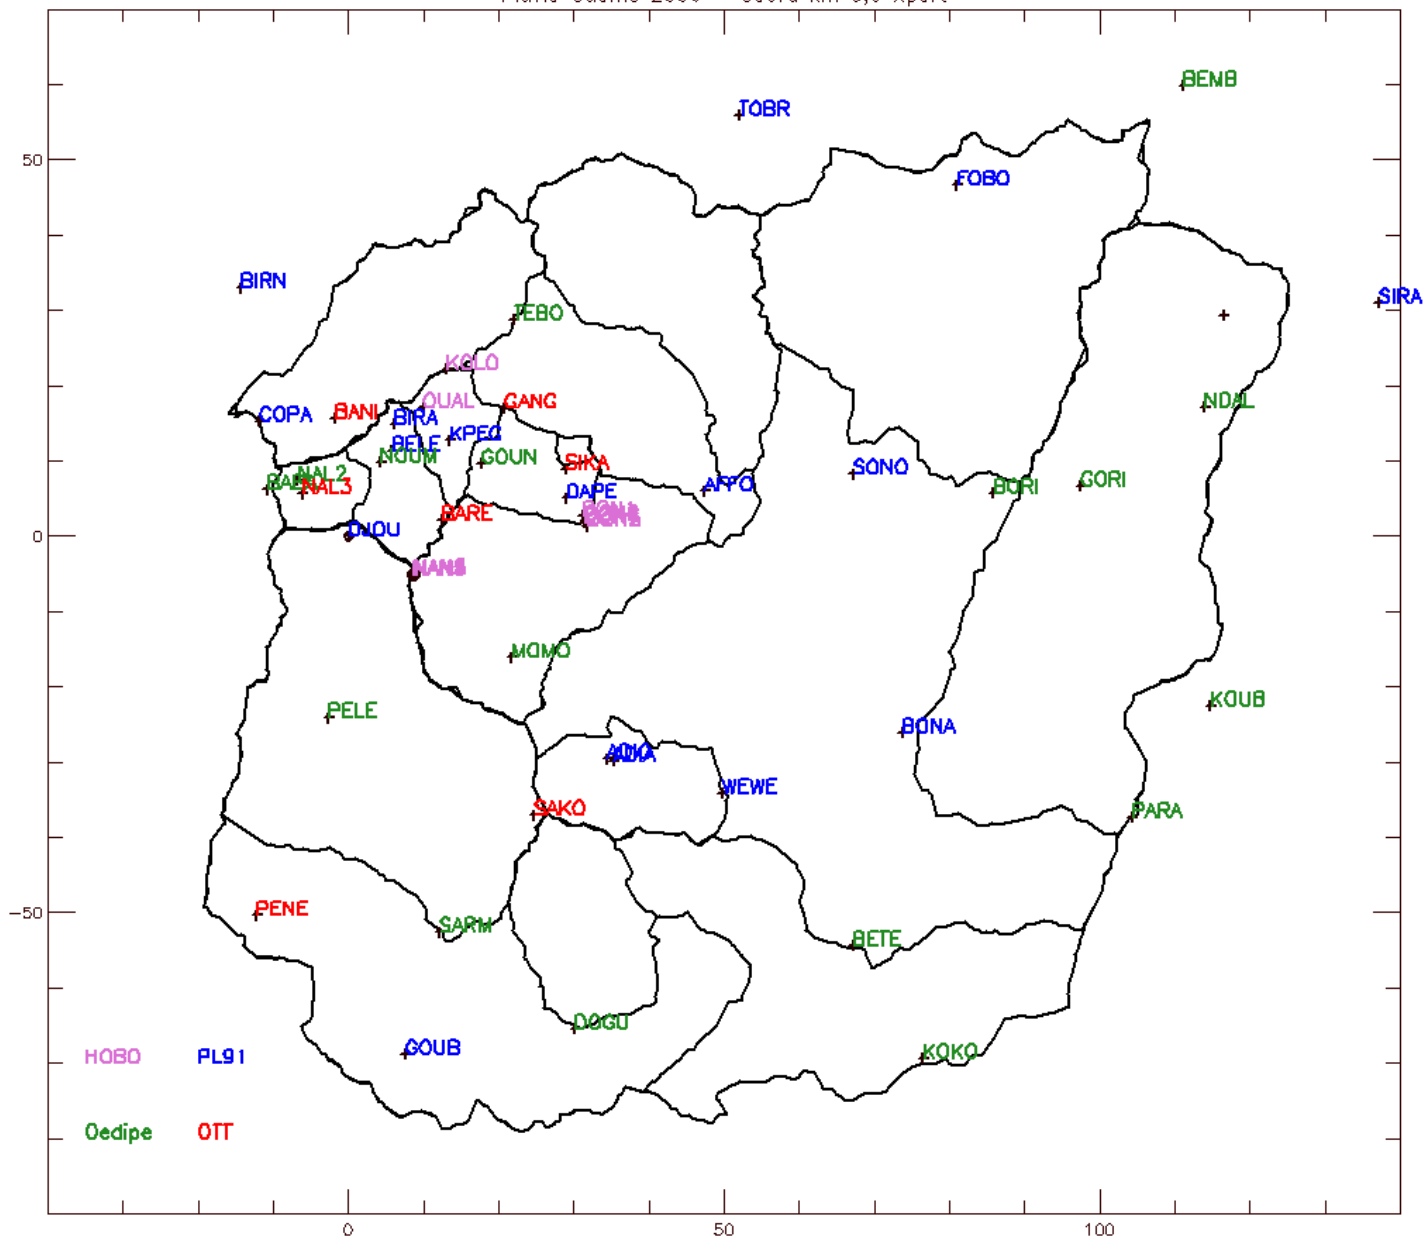 BEMB
TOBR
50
FOBO
BIRN
SIRA
TEBO
KOLO
OUAL
GANG
NDAL
COPA
BANI
BIRA
KPEG
BELE
NOUM
GOUN
SIKA
SONO
NAL2
NAL3
DAPE
AFFO
BORI
GORI
BARE
0
DJOU
MOMO
PELE
KOUB
BONA
WEWE
SAKO
PARA
-50
PENE
SARM
BETE
DOGU
GOUB
KOKO
HOBO PL91
Oedipe OTT
0 50 100